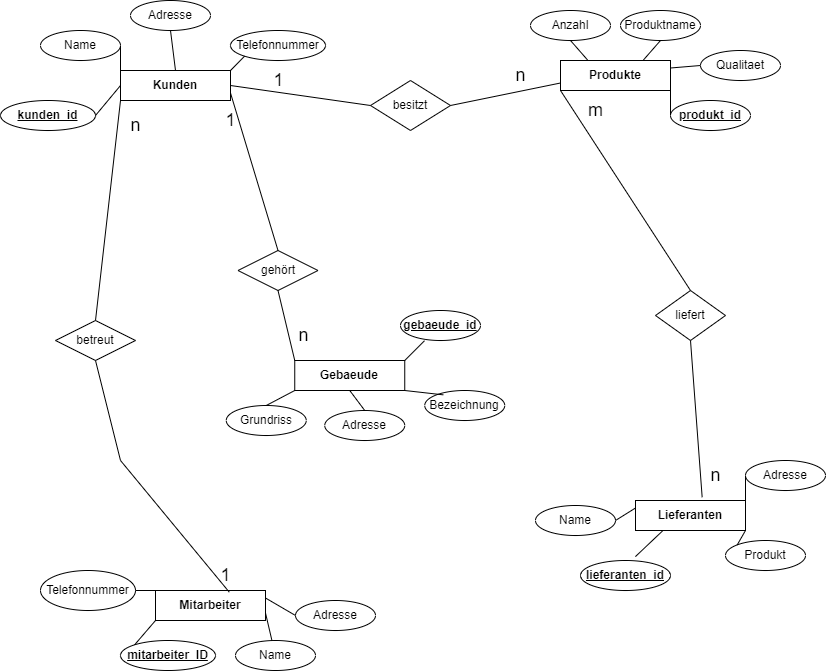 Adresse
Name
Telefonnummer
Kunden
kunden_id
n
1
1
besitzt
n
Anzahl
Produktname
Produkte
Qualitaet
produkt_id
m
gehört
n
betreut
liefert
gebaeude_id
Gebaeude
Grundriss
Adresse
Bezeichnung
n
Adresse
Name
Lieferanten
Produkt
lieferanten_id
1
Telefonnummer
Mitarbeiter
Adresse
mitarbeiter_ID
Name